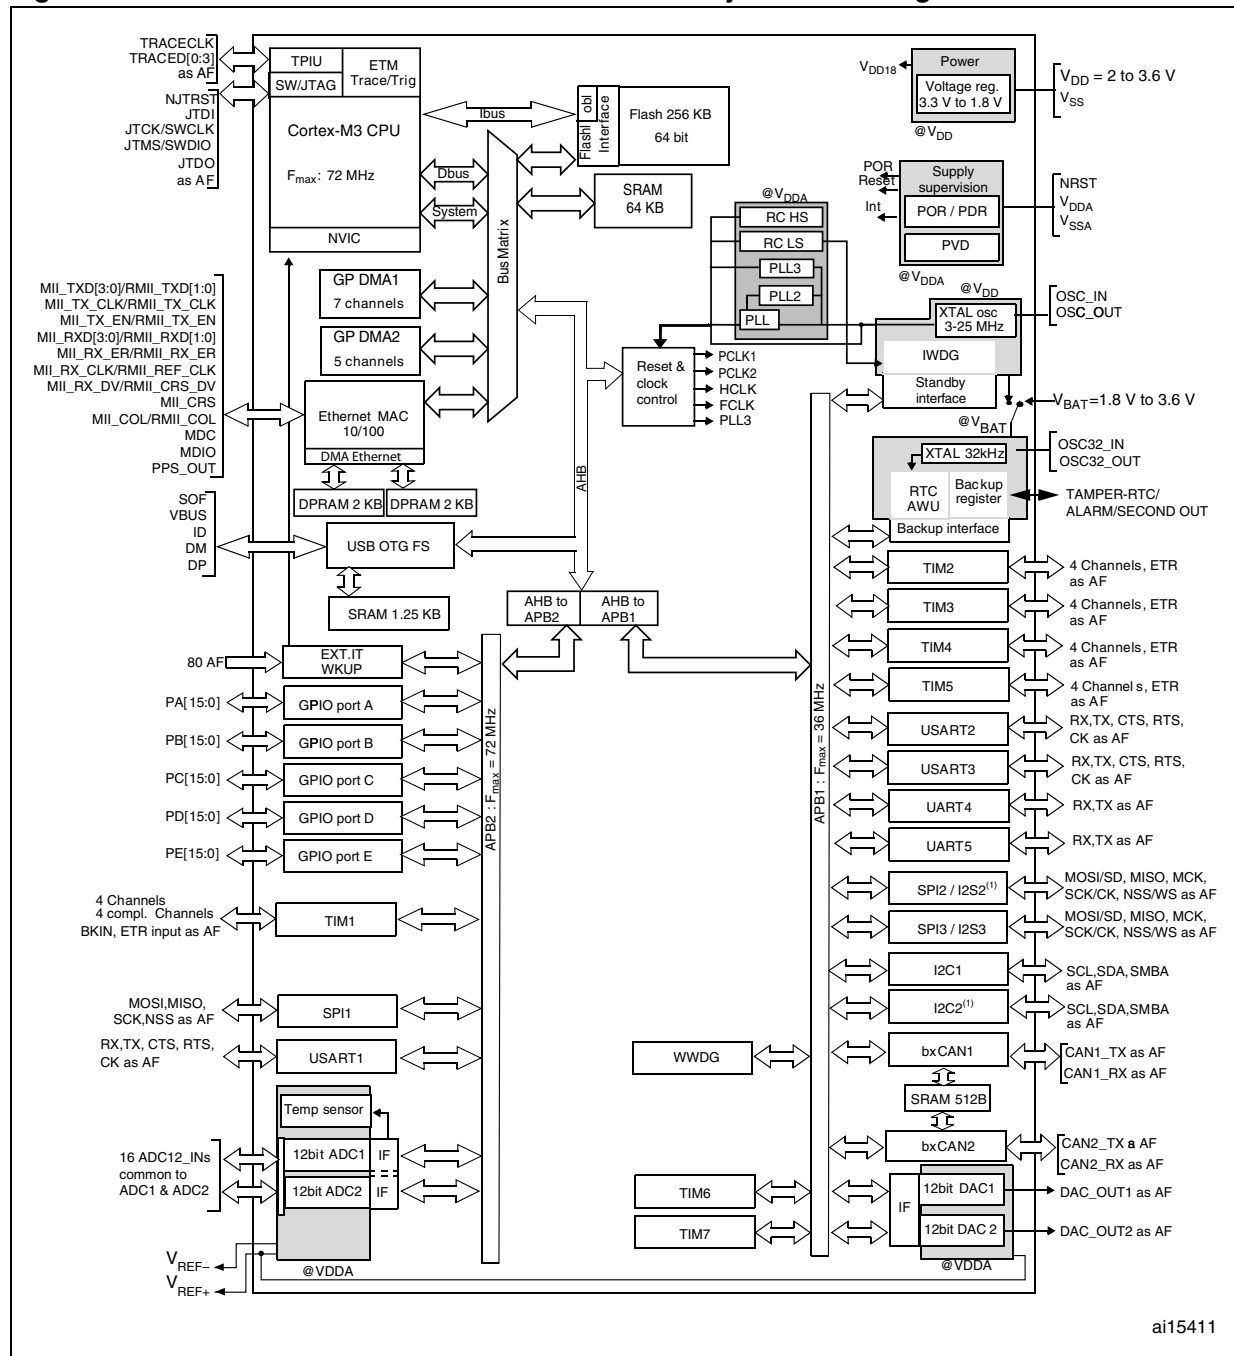 TRACECLK
TRACED[0:3]
as AF
NJTRST
JTDI
JTCK/SWCLK
JTMS/SWDIO
JTDO
as AF
TPIU
SW/JTAG
ETM
Trace/Trig
Cortex-M3 CPU
Fmax: 72 MHz
NVIC
Ibus
Dbus
System
Flashl
obl
Interface
Flash 256 KB
64 bit
SRAM
64 KB
Bus Matrix
GP DMA1
7 channels
GP DMA2
5 channels
MII_TXD[3:0]/RMII_TXD[1:0]
MII_TX_CLK/RMII_TX_CLK
MII_TX_EN/RMII_TX_EN
MII_RXD[3:0]/RMII_RXD[1:0]
MII_RX_ER/RMII_RX_ER
MII_RX_CLK/RMII_REF_CLK
MII_RX_DV/RMII_CRS_DV
MII_CRS
MII_COL/RMII_COL
MDC
MDIO
PPS_OUT
Ethernet MAC
10/100
DMA Ethernet
DPRAM 2 KB
DPRAM 2 KB
SOF
VBUS
ID
DM
DP
USB OTG FS
SRAM 1.25 KB
AHB
AHB to
APB2
AHB to
APB1
VDD18
Power
Voltage reg.
3.3 V to 1.8 V
@VDD
VDD = 2 to 3.6 V
VSS
POR
Reset
Int
Supply
supervision
POR / PDR
PVD
@VDDA
NRST
VDDA
VSSA
@VDDA
RC HS
RC LS
PLL3
PLL2
PLL
@VDD
XTAL osc
3-25 MHz
IWDG
Standby
interface
OSC_IN
OSC_OUT
Reset &
clock
control
PCLK1
PCLK2
HCLK
FCLK
PLL3
VBAT=1.8 V to 3.6 V
@VBAT
XTAL 32kHz
RTC
AWU
Backup
register
Backup interface
OSC32_IN
OSC32_OUT
TAMPER-RTC/
ALARM/SECOND OUT
80 AF
EXT.IT
WKUP
PA[15:0]
GPIO port A
PB[15:0]
GPIO port B
PC[15:0]
GPIO port C
PD[15:0]
GPIO port D
PE[15:0]
GPIO port E
4 Channels
4 compl. Channels
BKIN, ETR input as AF
TIM1
MOSI,MISO,
SCK,NSS as AF
SPI1
RX,TX, CTS, RTS,
CK as AF
USART1
Temp sensor
16 ADC12_INs
common to
ADC1 & ADC2
12bit ADC1
IF
12bit ADC2
IF
VREF–
VREF+
@VDDA
APB2 : Fmax = 72 MHz
APB1 : Fmax = 36 MHz
WWDG
TIM6
TIM7
TIM2
4 Channels, ETR
as AF
TIM3
4 Channels, ETR
as AF
TIM4
4 Channels, ETR
as AF
TIM5
4 Channels, ETR
as AF
USART2
RX,TX, CTS, RTS,
CK as AF
USART3
RX,TX, CTS, RTS,
CK as AF
UART4
RX,TX as AF
UART5
RX,TX as AF
SPI2 / I2S2(1)
MOSI/SD, MISO, MCK,
SCK/CK, NSS/WS as AF
SPI3 / I2S3
MOSI/SD, MISO, MCK,
SCK/CK, NSS/WS as AF
I2C1
SCL,SDA,SMBA
as AF
I2C2(1)
SCL,SDA,SMBA
as AF
bxCAN1
CAN1_TX as AF
CAN1_RX as AF
SRAM 512B
bxCAN2
CAN2_TX a AF
CAN2_RX as AF
IF
12bit DAC1
DAC_OUT1 as AF
12bit DAC 2
DAC_OUT2 as AF
@VDDA
ai15411